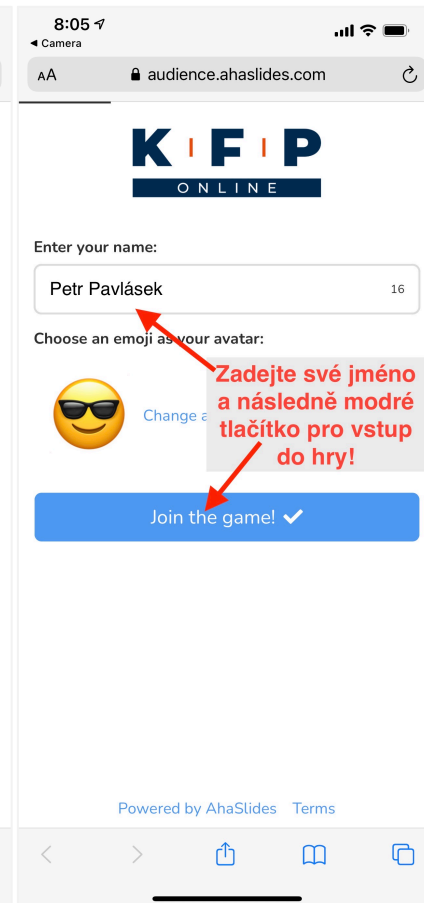 8:05
◀ Camera
AA audience.ahaslides.com
K F P
ONLINE
Enter your name:
Petr Pavlásek 16
Choose an emoji as your avatar:
Change a
Zadejte své jméno
a následně modré
tlačítko pro vstup
do hry!
Join the game!
Powered by AhaSlides Terms